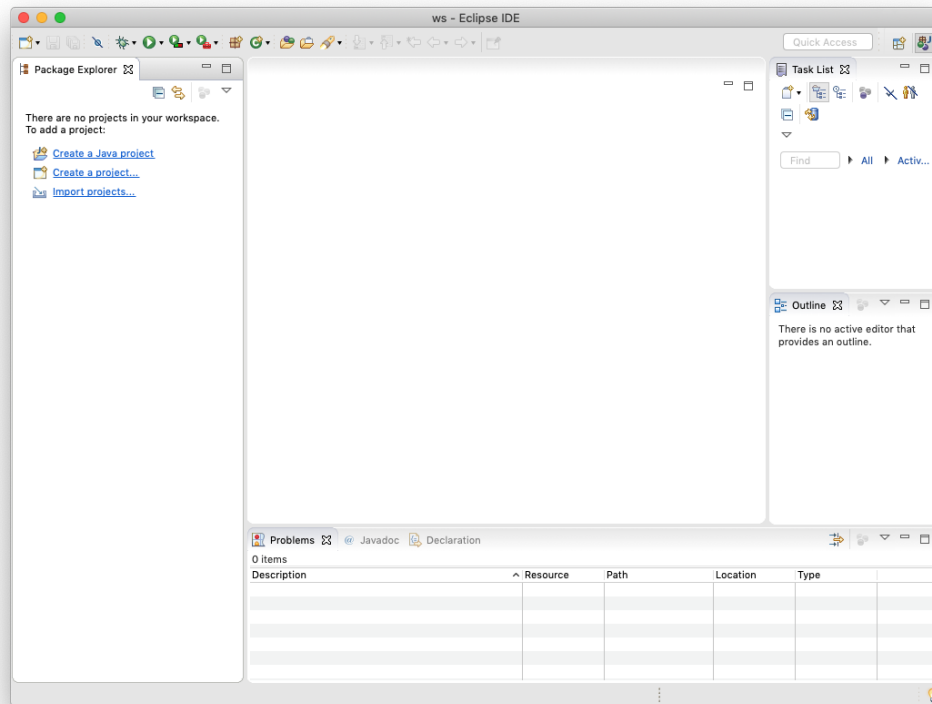 ws - Eclipse IDE
Quick Access
Package Explorer
There are no projects in your workspace.
To add a project:
Create a Java project
Create a project...
Import projects...
Task List
Find All Activ...
Outline
There is no active editor that
provides an outline.
Problems @ Javadoc Declaration
0 items
Description Resource Path Location Type